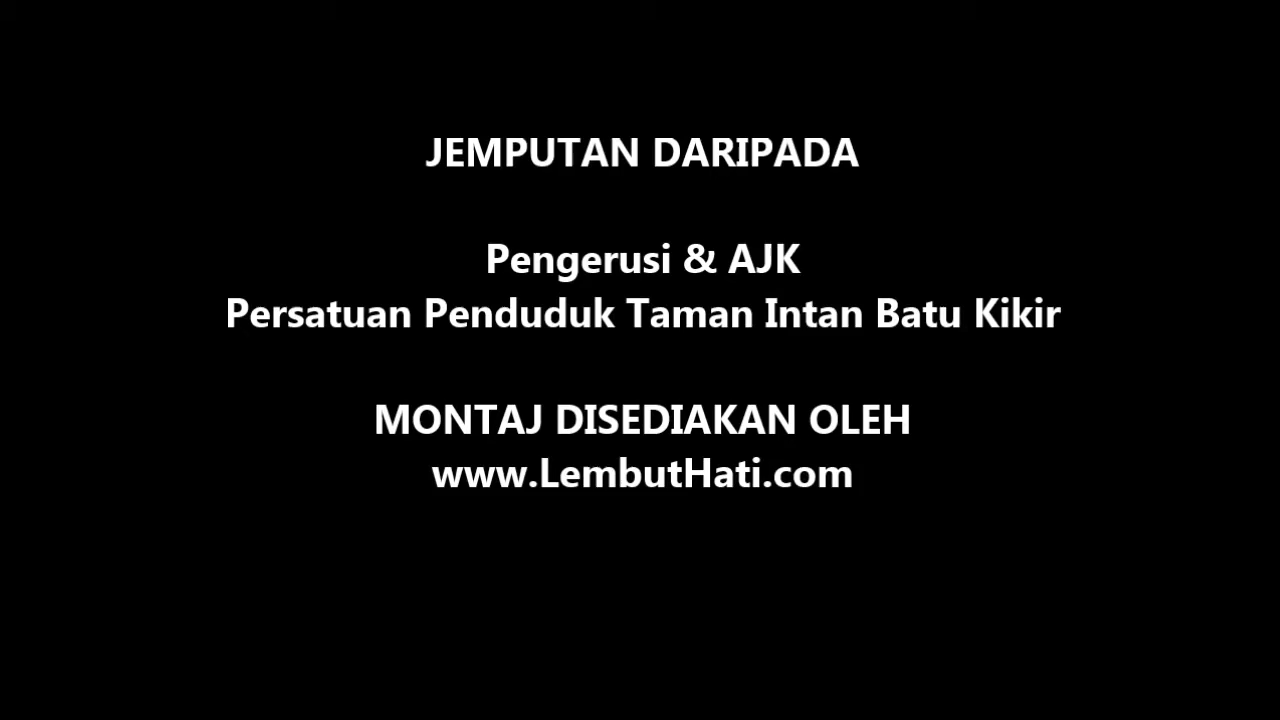 JEMPUTAN DARIPADA
Pengerusi & AJK
Persatuan Penduduk Taman Intan Batu Kikir
MONTAJ DISEDIAKAN OLEH
www.LembutHati.com